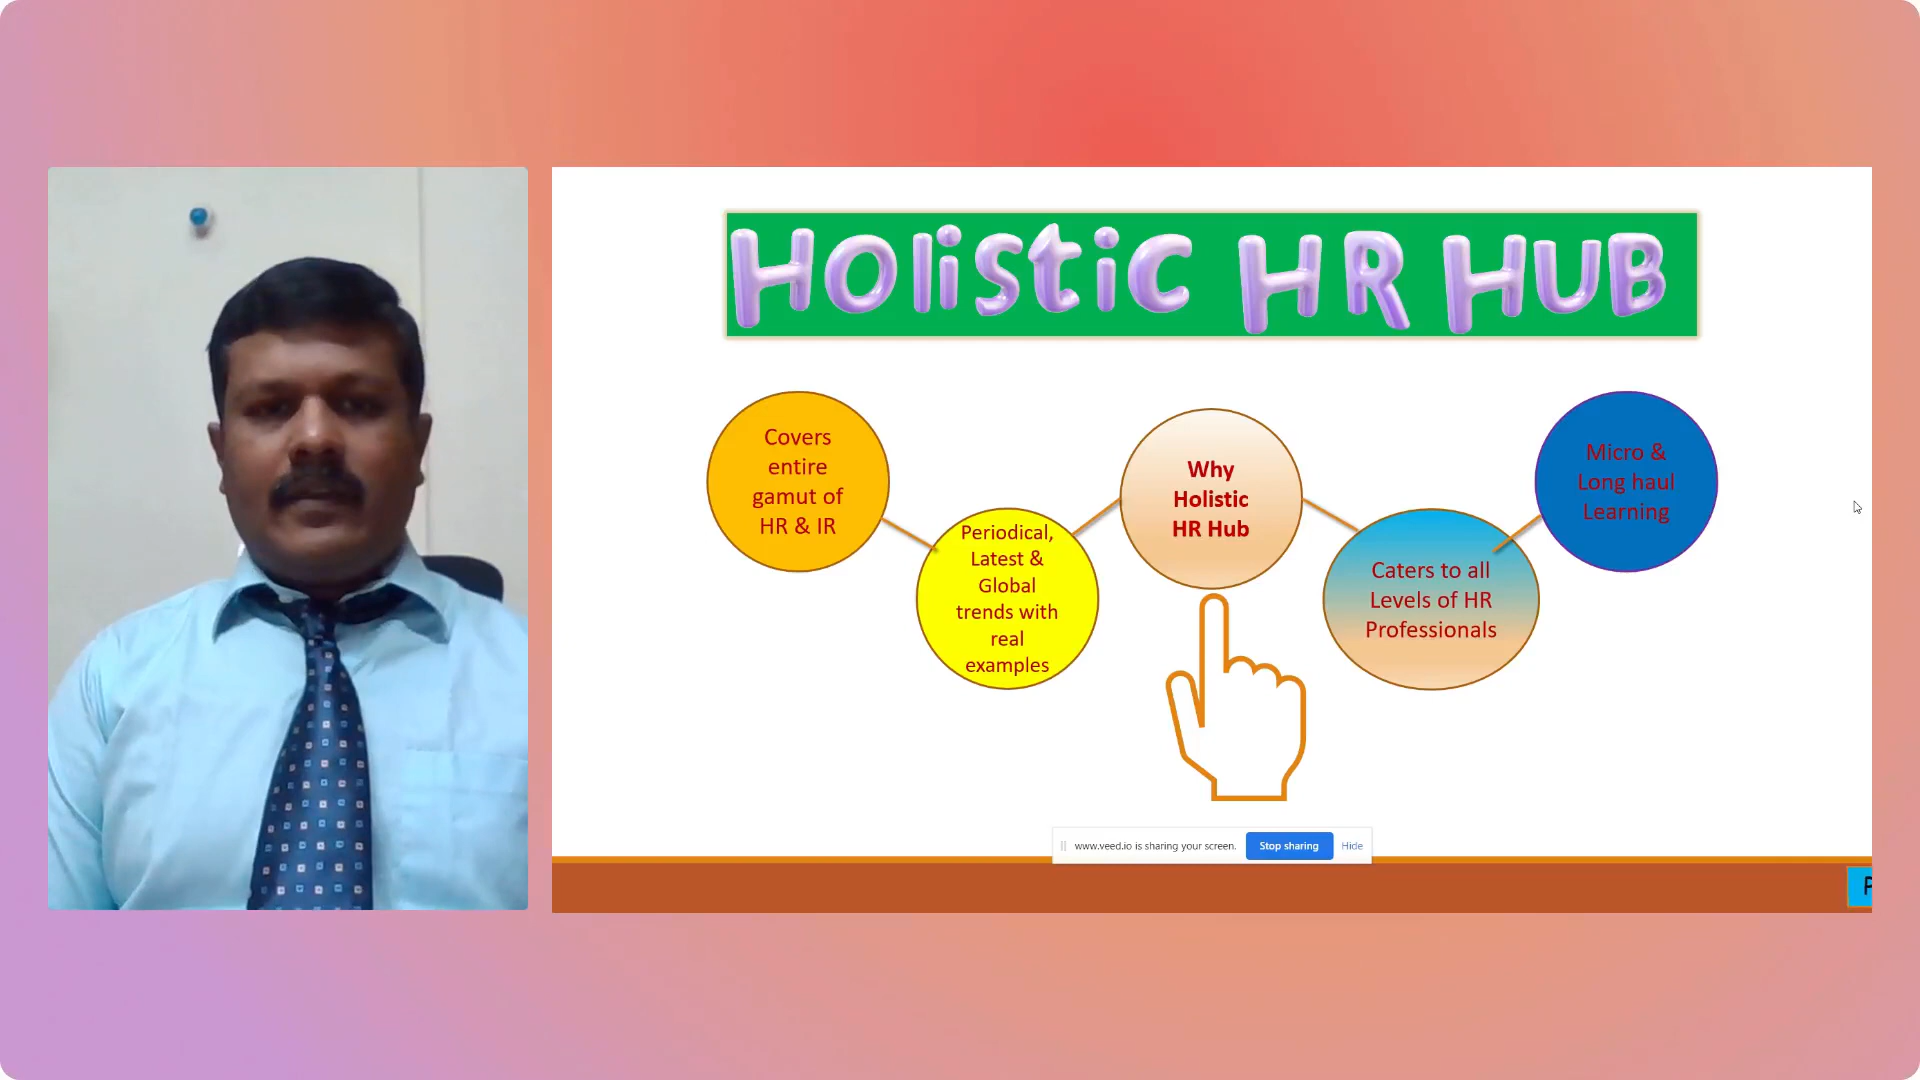 Holistic HR HUB
Covers
entire
gamut of
HR & IR
Periodical,
Latest &
Global
trends with
real
examples
Why
Holistic
HR Hub
Caters to all
Levels of HR
Professionals
Micro &
Long haul
Learning
www.veed.io is sharing your screen.
Stop sharing
Hide
P